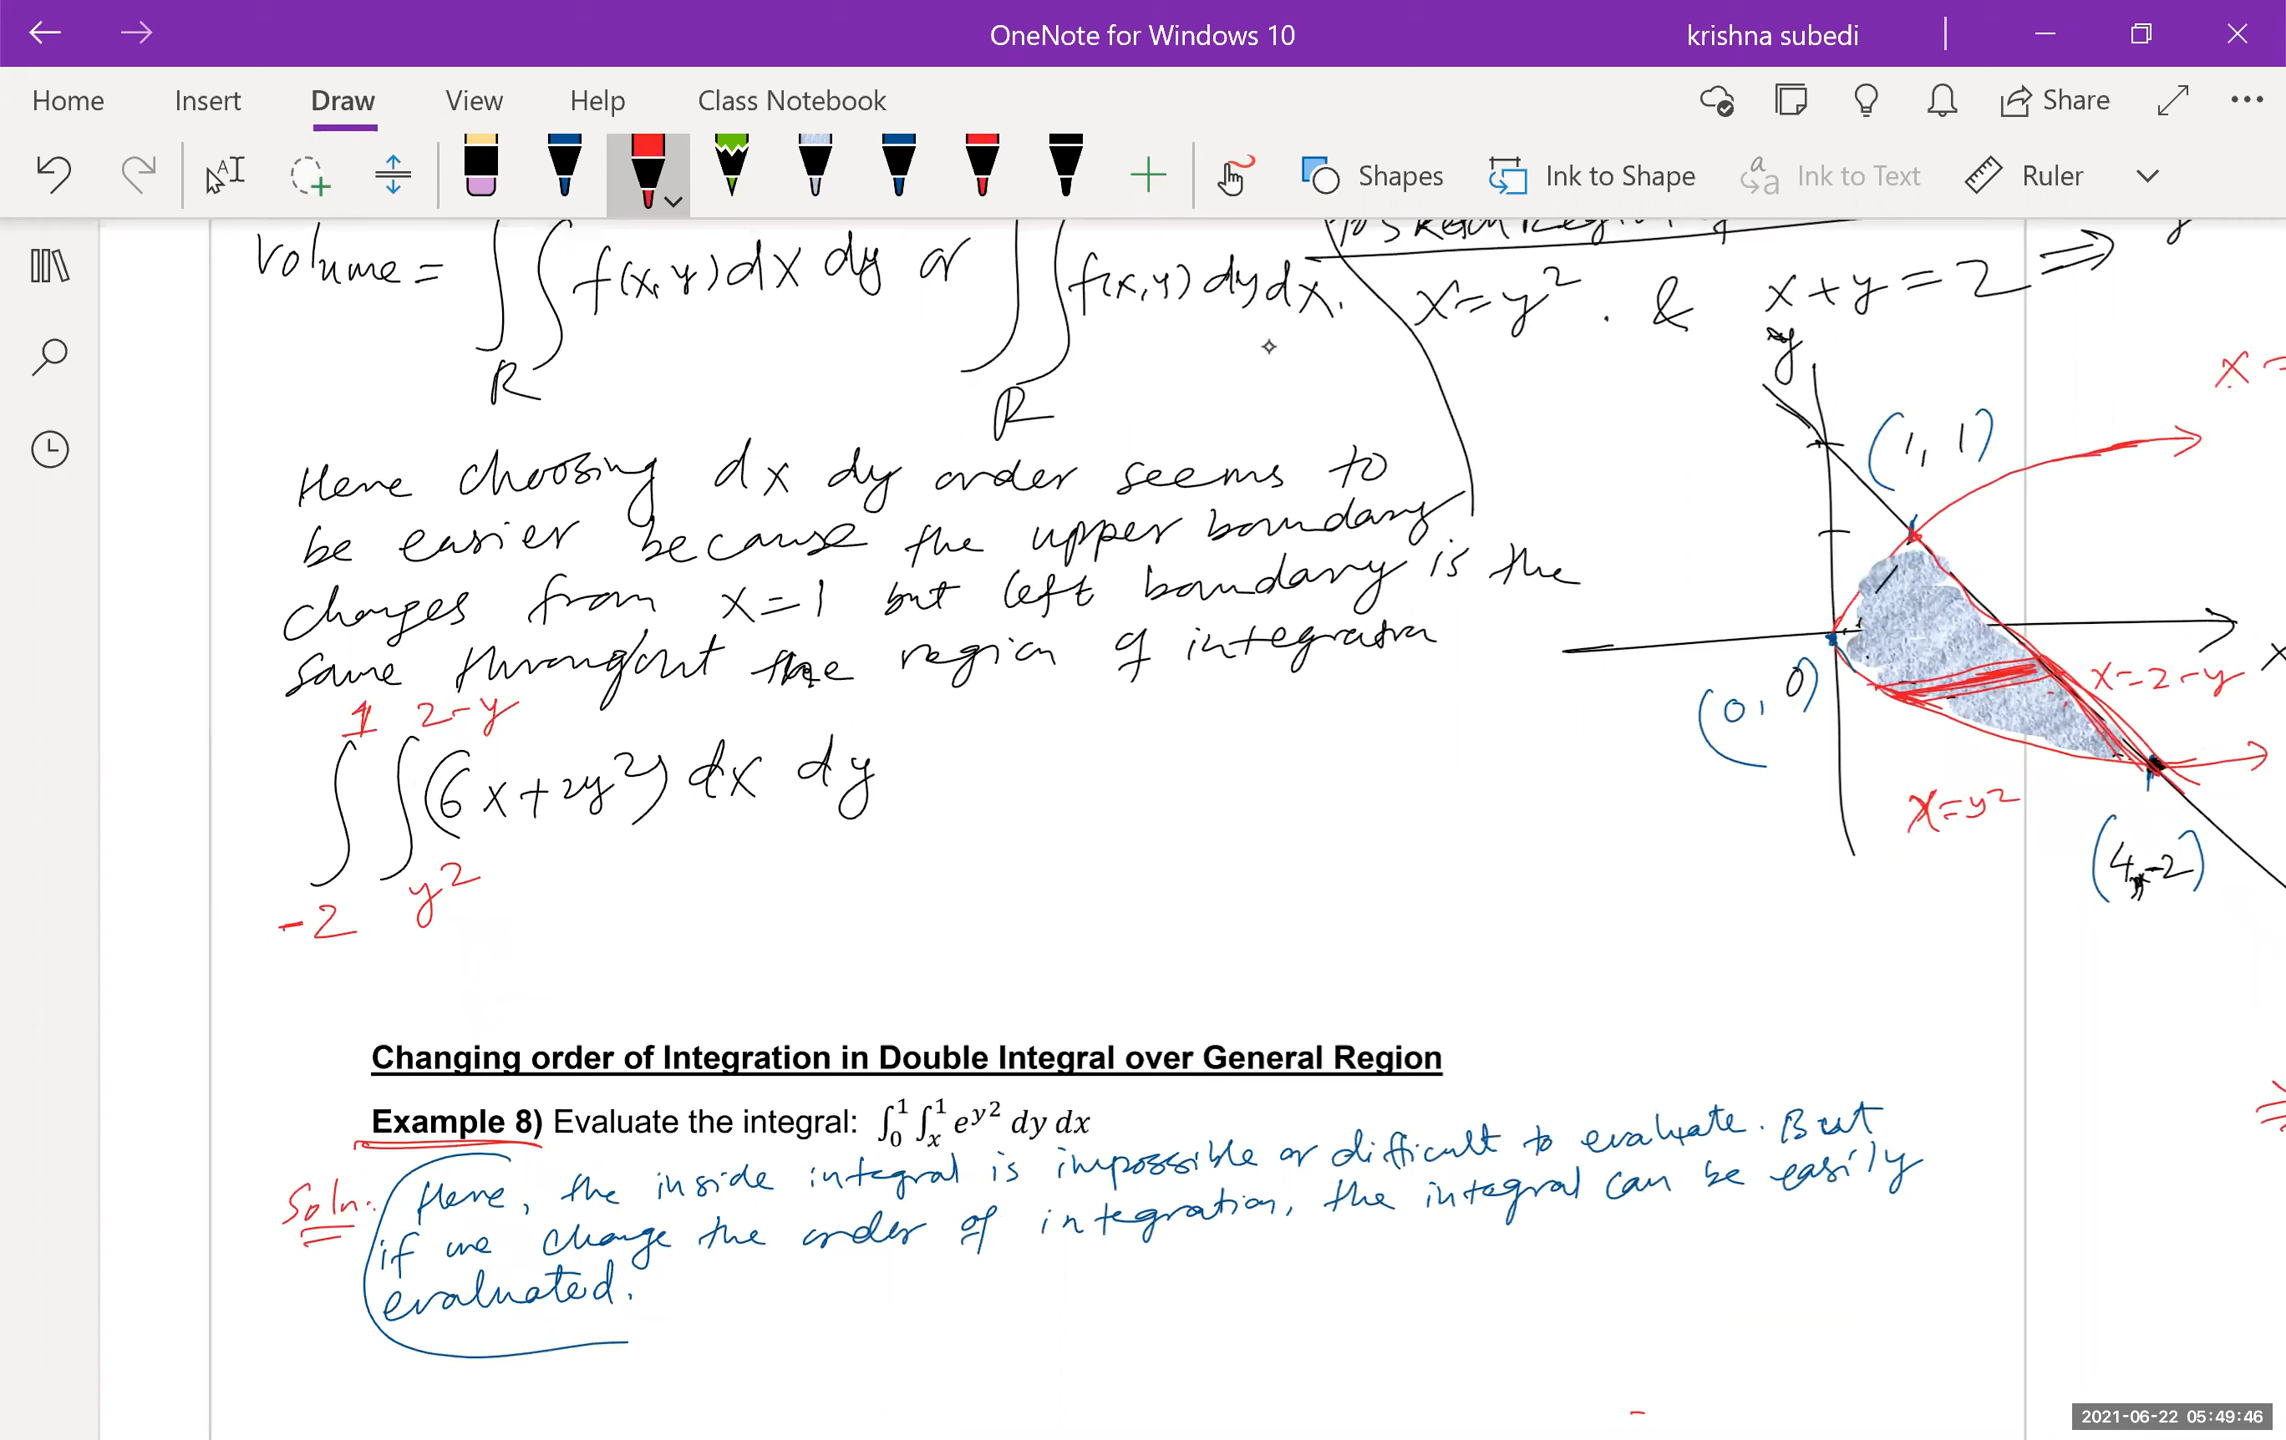 OneNote for Windows 10
krishna subedi
Home Insert Draw View Help Class Notebook
Share
Shapes Ink to Shape Ink to Text Ruler
Volume = ∫∫ f(x,y) dx dy or ∫∫ f(x,y) dy dx.
R R
x = y² . & x + y = 2 ⇒
y
x =
(1, 1)
Here choosing dx dy order seems to
be easier because the upper boundary
changes from x = 1 but left boundary is the
same throughout the region of integration
x
x = 2 - y
(0, 0)
x = y²
(4, -2)
1 2-y
∫ ∫ (6x + 2y²) dx dy
-2 y²
Changing order of Integration in Double Integral over General Region
Example 8) Evaluate the integral: ∫₀¹ ∫ₓ¹ e^{y2} dy dx
Soln: Here, the inside integral is impossible or difficult to evaluate. But
if we change the order of integration, the integral can be easily
evaluated.
2021-06-22 05:49:46